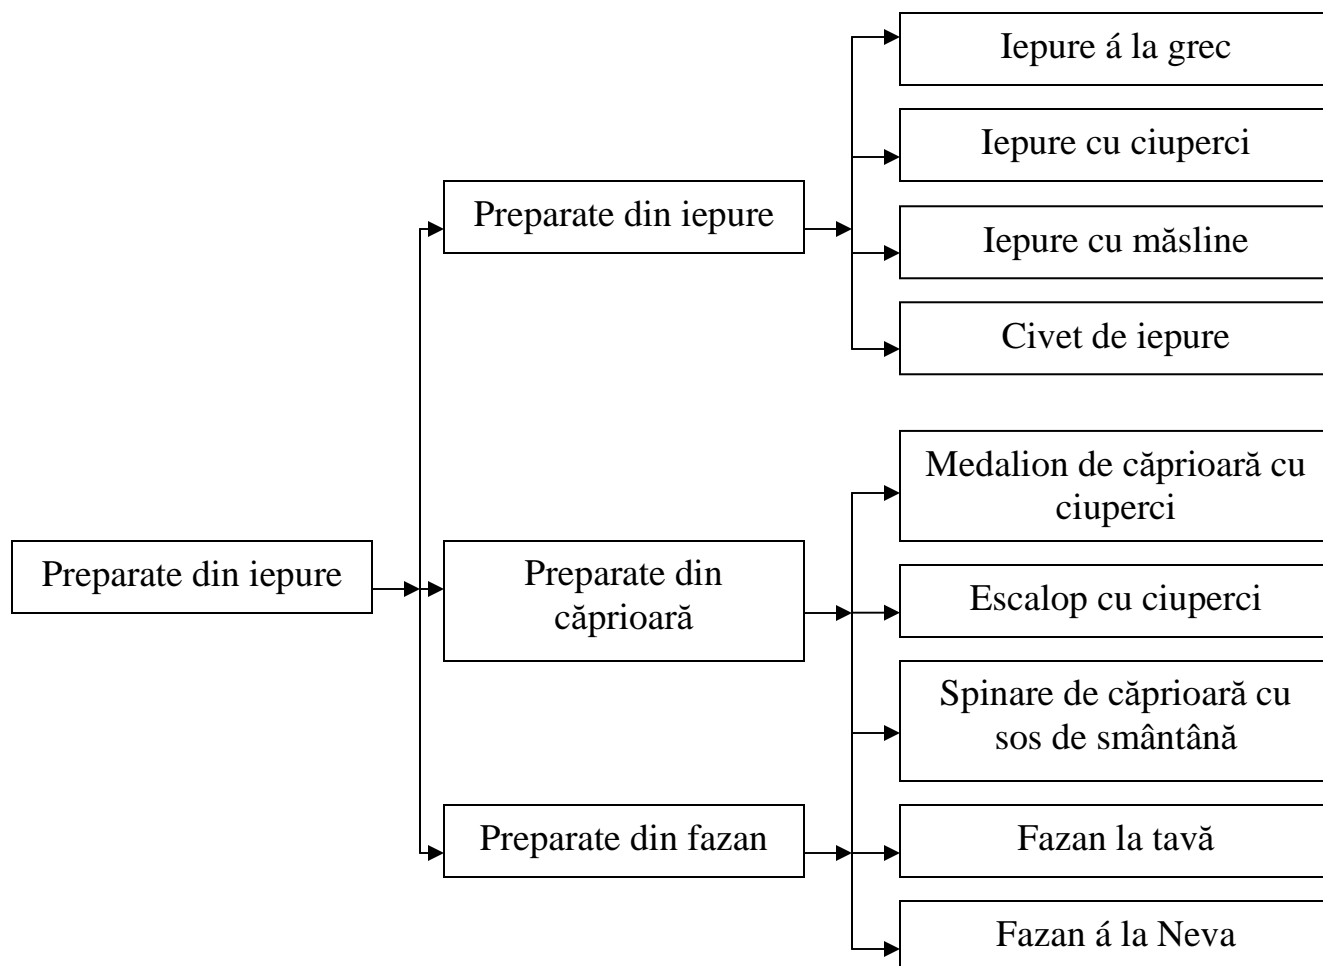 Iepure á la grec
Iepure cu ciuperci
Preparate din iepure
Iepure cu măsline
Civet de iepure
Medalion de căprioară cu
ciuperci
Preparate din iepure
Preparate din
căprioară
Escalop cu ciuperci
Spinare de căprioară cu
sos de smântână
Preparate din fazan
Fazan la tavă
Fazan á la Neva